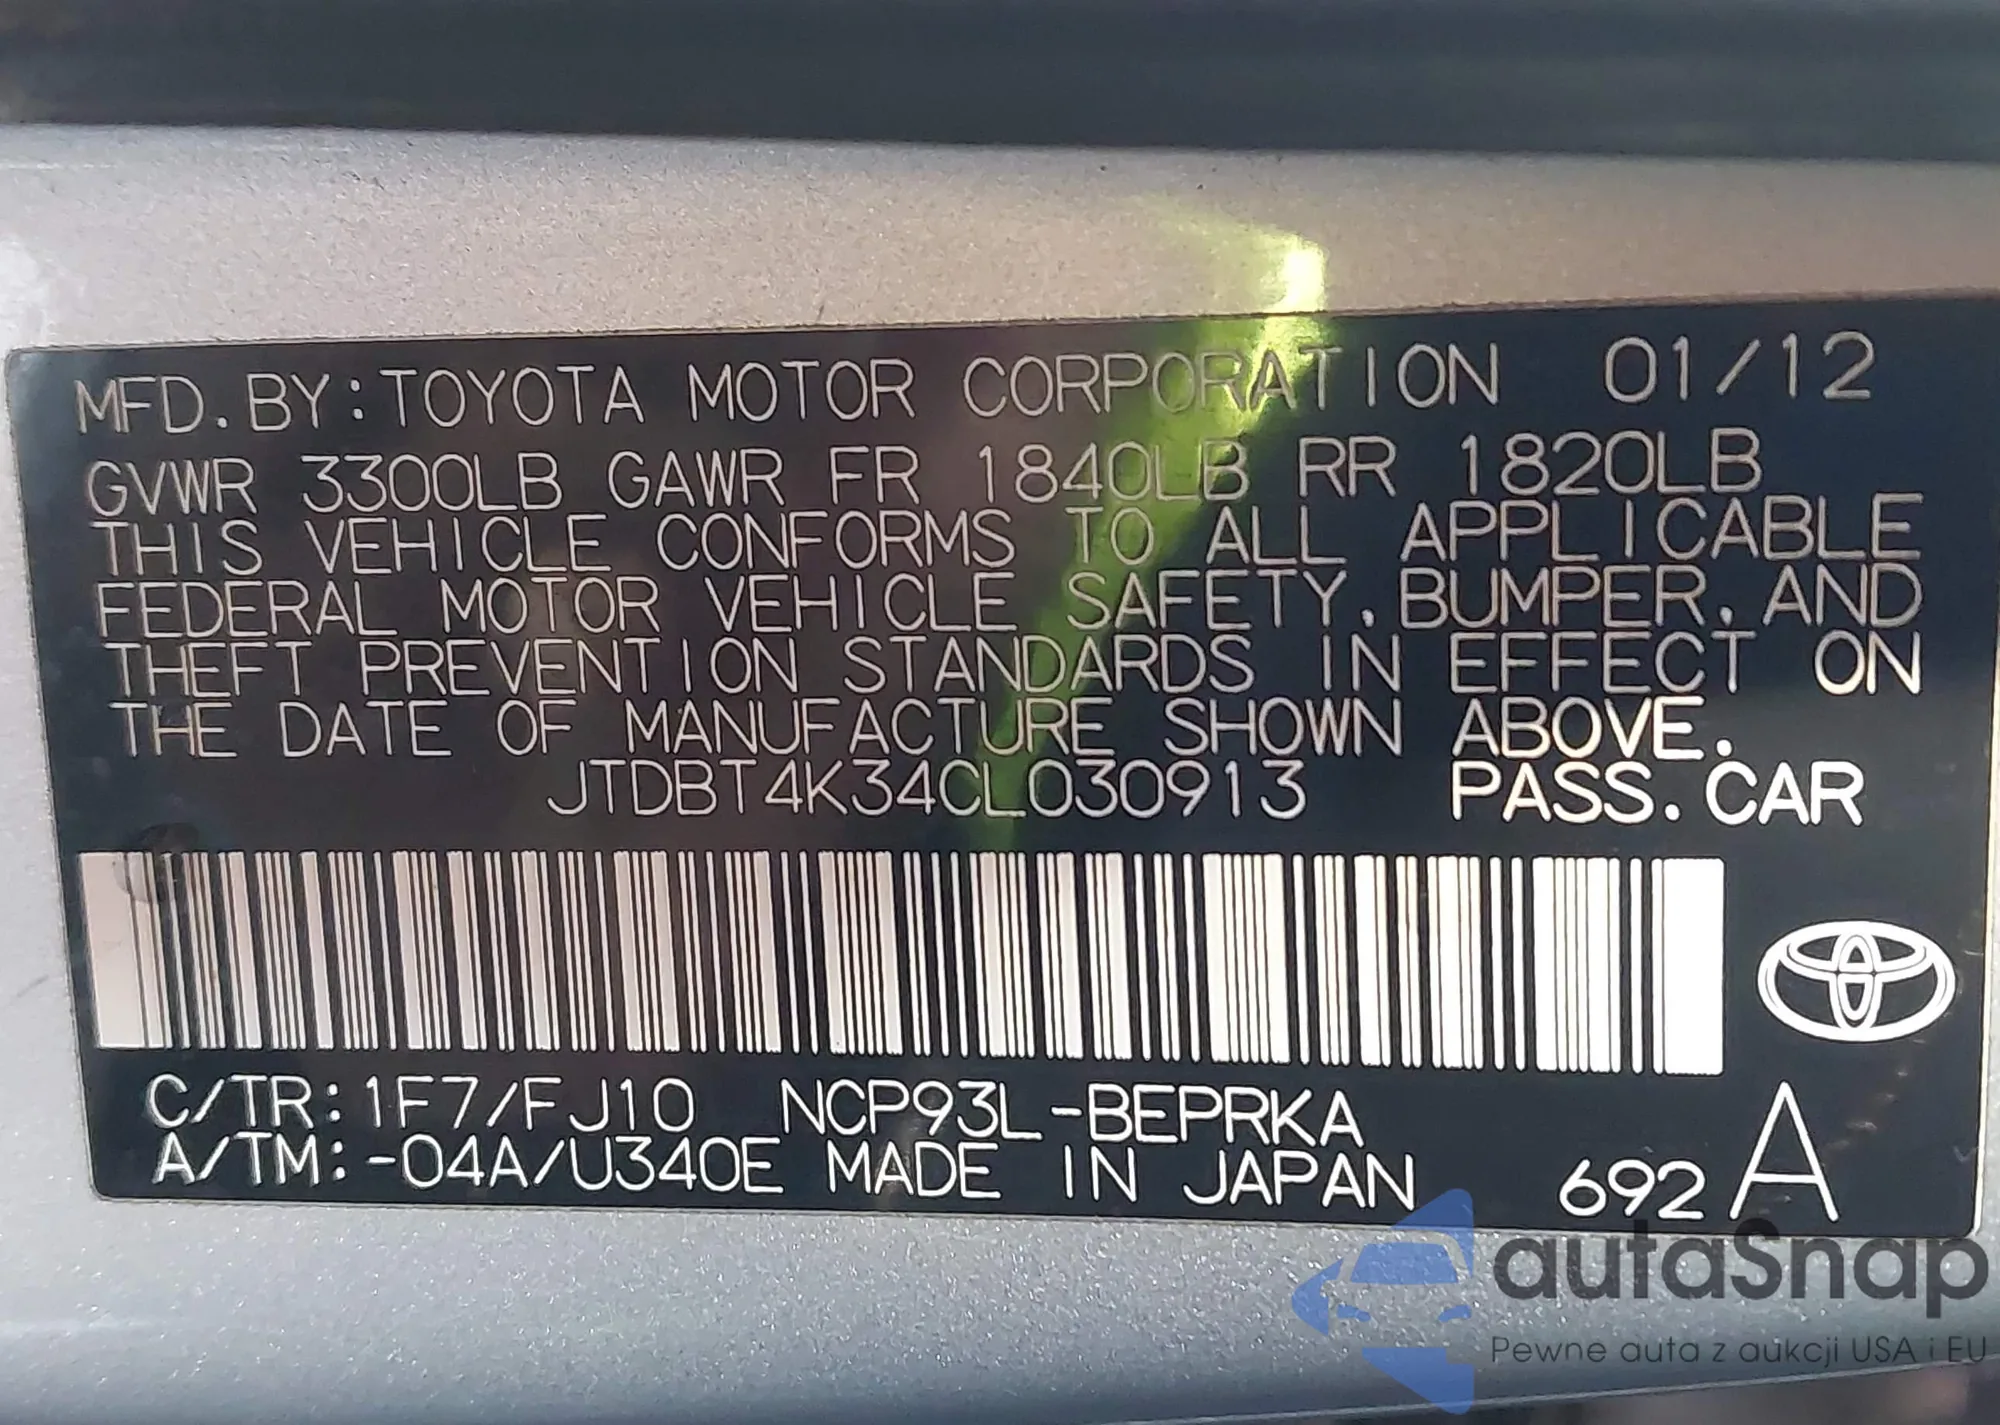 MFD. BY: TOYOTA MOTOR CORPORATION 01/12
GVWR 3300LB GAWR FR 1840LB RR 1820LB
THIS VEHICLE CONFORMS TO ALL APPLICABLE
FEDERAL MOTOR VEHICLE SAFETY, BUMPER, AND
THEFT PREVENTION STANDARDS IN EFFECT ON
THE DATE OF MANUFACTURE SHOWN ABOVE.
JTDBT4K34CL030913 PASS. CAR
C/TR: 1F7/FJ10 NCP93L-BEPRKA
A/TM: -04A/U340E MADE IN JAPAN 692 A
autaSnap
Pewne auta z aukcji USA i EU